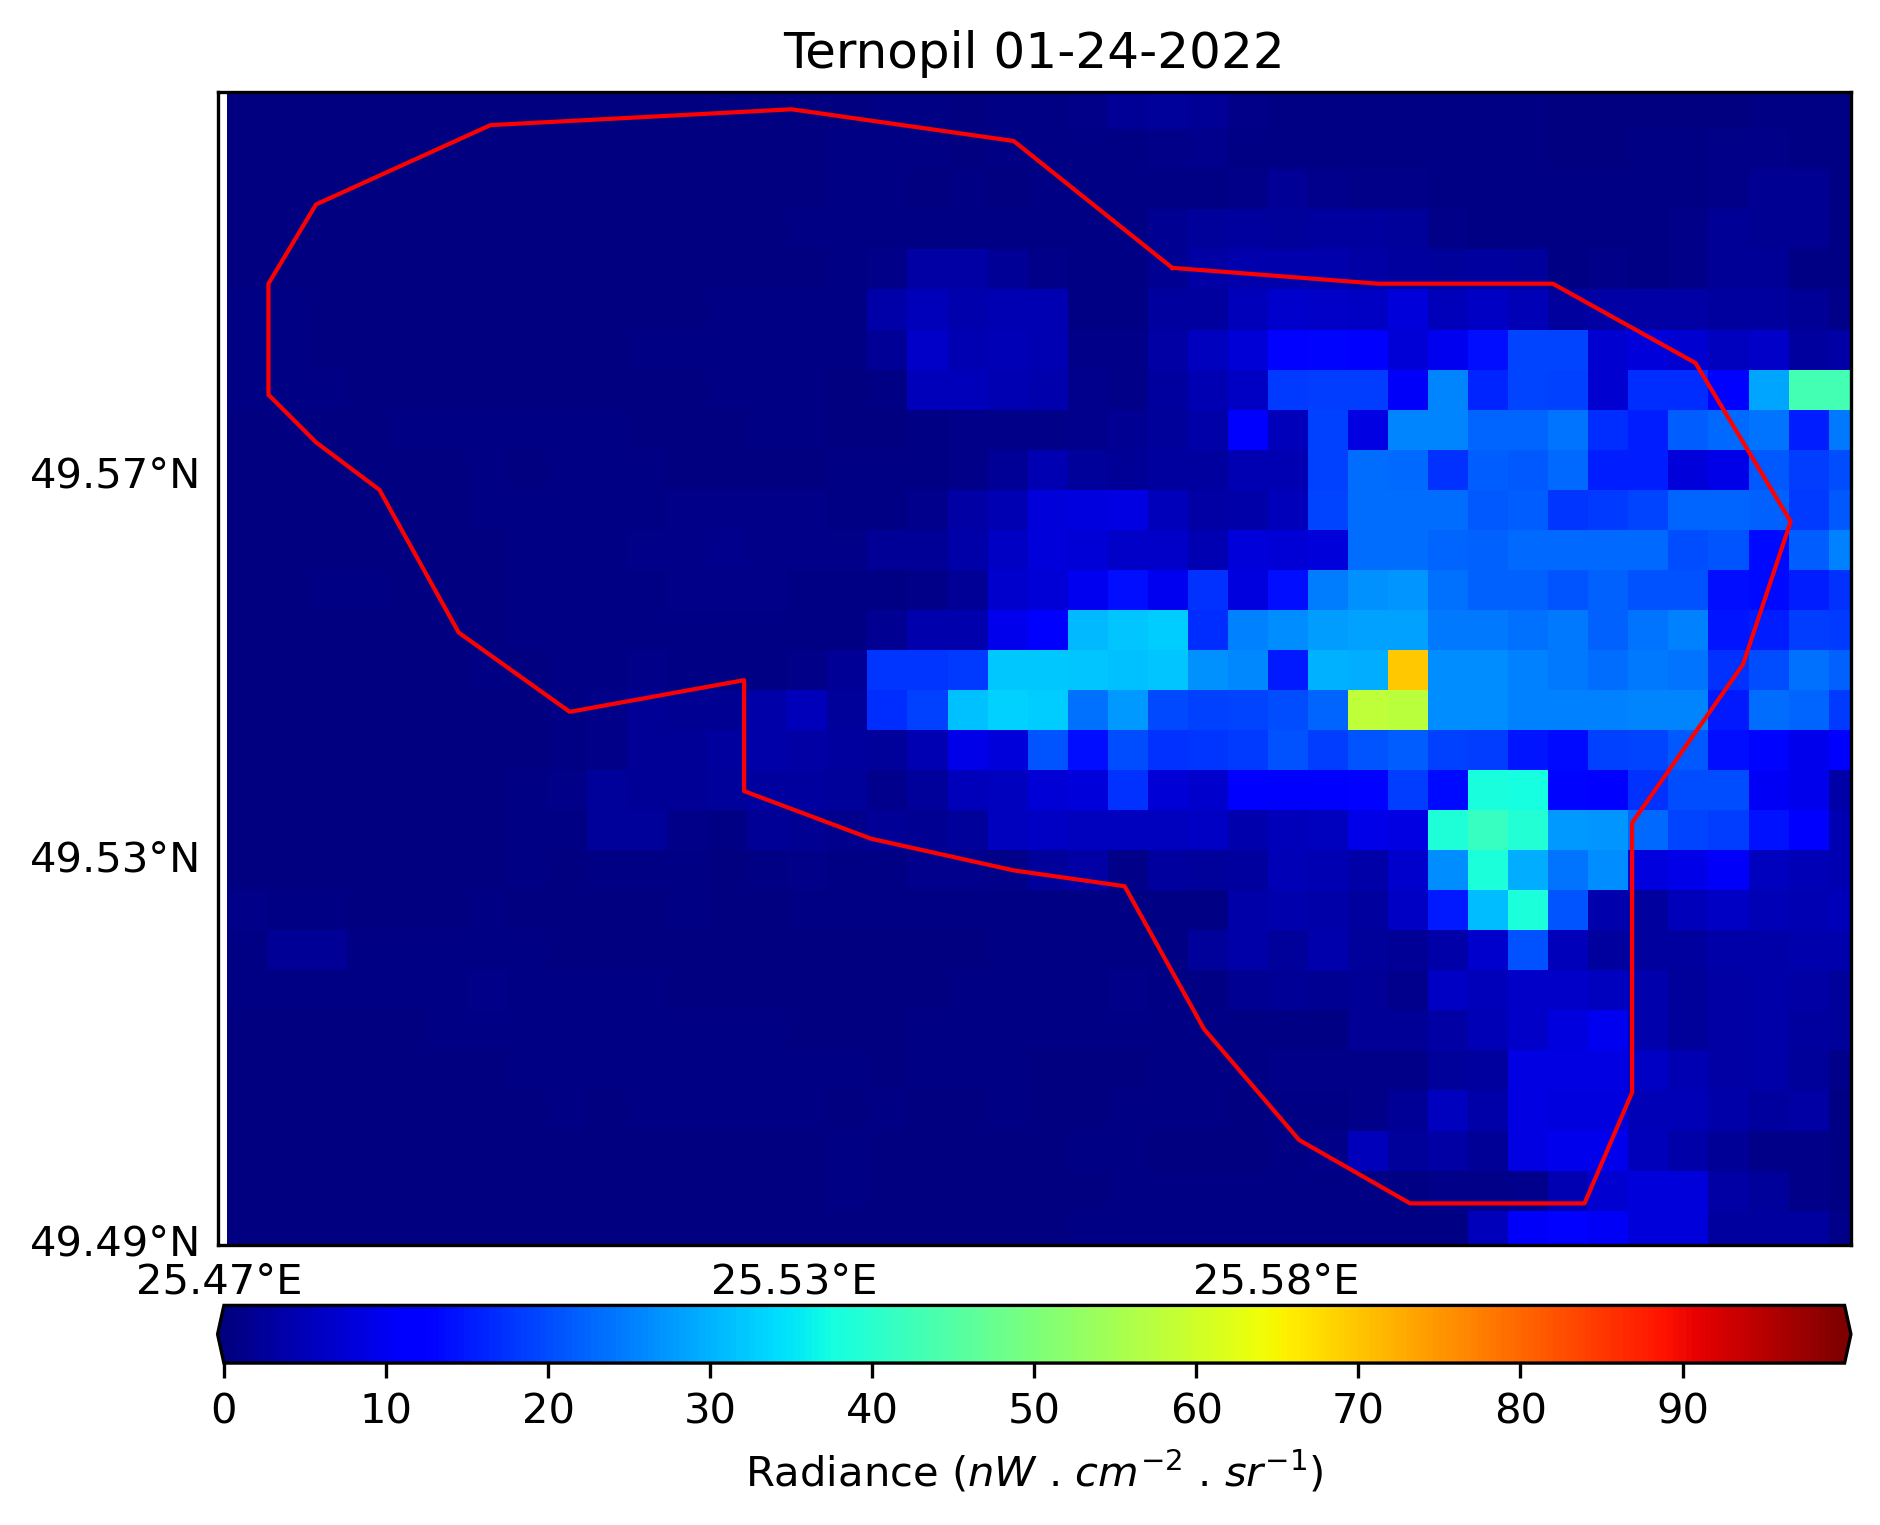 Ternopil 01-24-2022
49.57°N
49.53°N
49.49°N
25.47°E 25.53°E 25.58°E
0 10 20 30 40 50 60 70 80 90
Radiance (nW . cm⁻² . sr⁻¹)